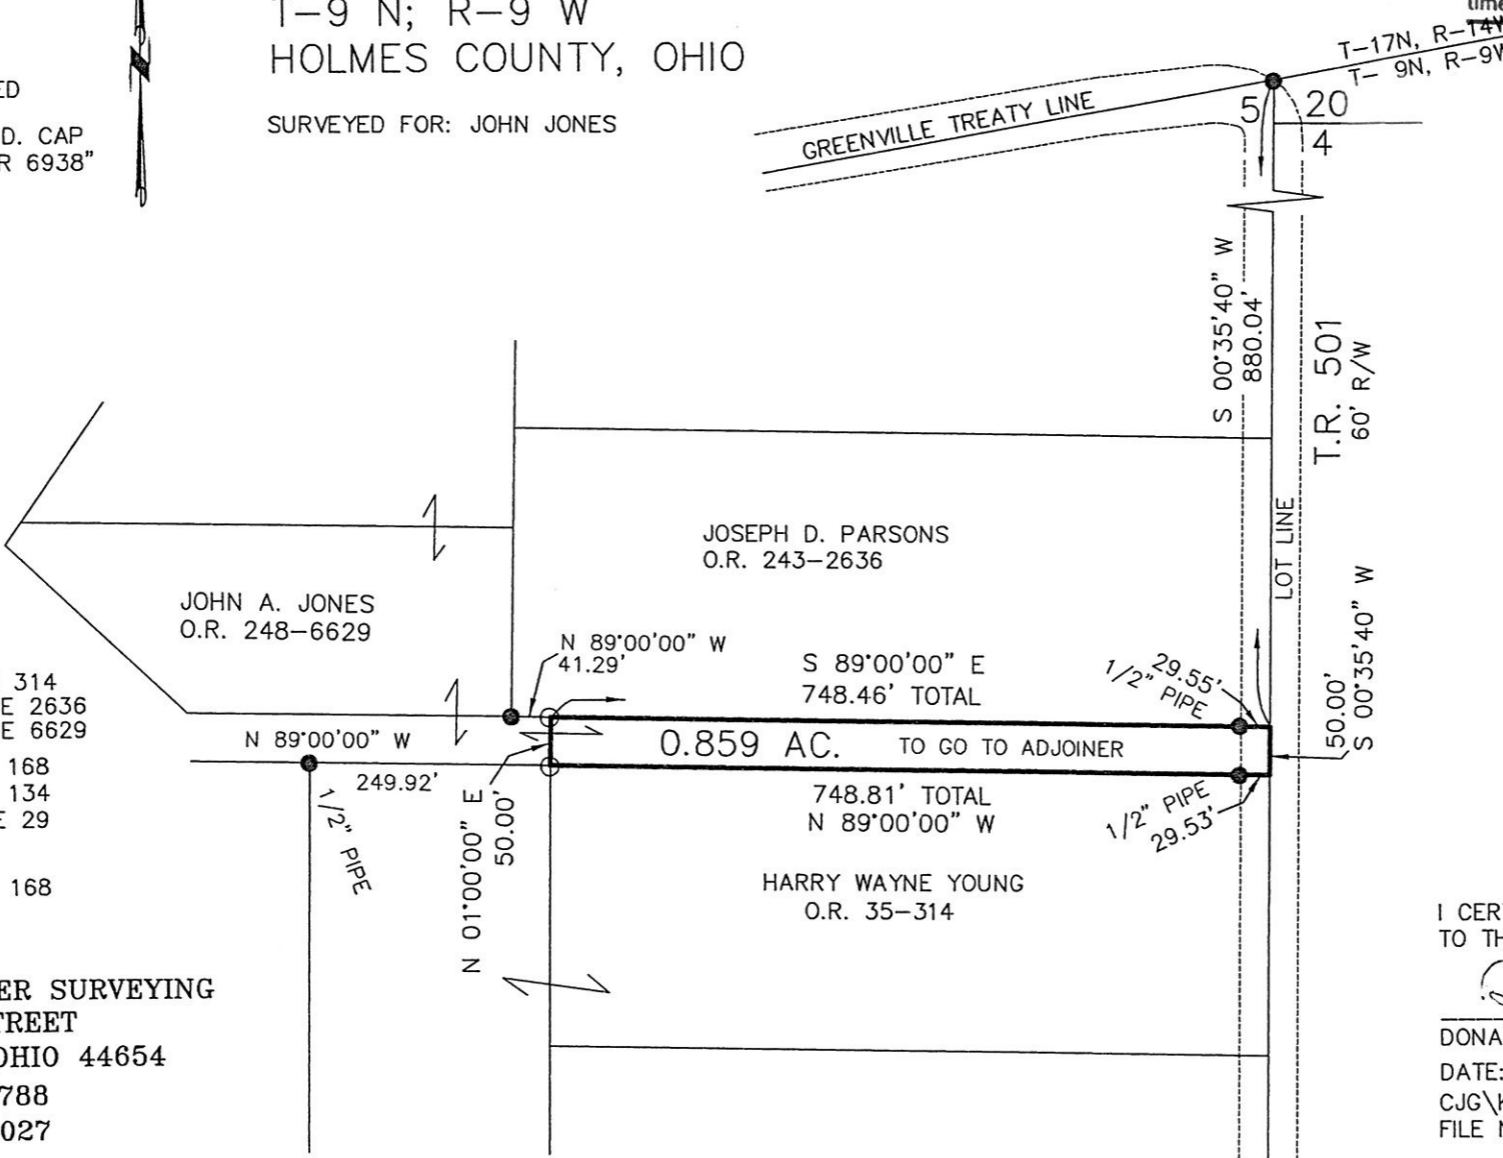 T-9 N; R-9 W
HOLMES COUNTY, OHIO
SURVEYED FOR: JOHN JONES
ED
D. CAP
R 6938"
T-17N, R-14W
T- 9N, R-9W
GREENVILLE TREATY LINE
5
20
4
S 00°35'40" W
880.04'
T.R. 501
60' R/W
LOT LINE
JOSEPH D. PARSONS
O.R. 243-2636
JOHN A. JONES
O.R. 248-6629
N 89°00'00" W
41.29'
S 89°00'00" E
748.46' TOTAL
29.55'
1/2" PIPE
50.00'
S 00°35'40" W
N 89°00'00" W
249.92'
1/2" PIPE
0.859 AC. TO GO TO ADJOINER
N 01°00'00" E
50.00'
748.81' TOTAL
N 89°00'00" W
1/2" PIPE
29.53'
HARRY WAYNE YOUNG
O.R. 35-314
314
E 2636
E 6629
168
134
E 29
168
ER SURVEYING
TREET
OHIO 44654
788
027
I CER
TO TH
DONA
DATE:
CJG\
FILE